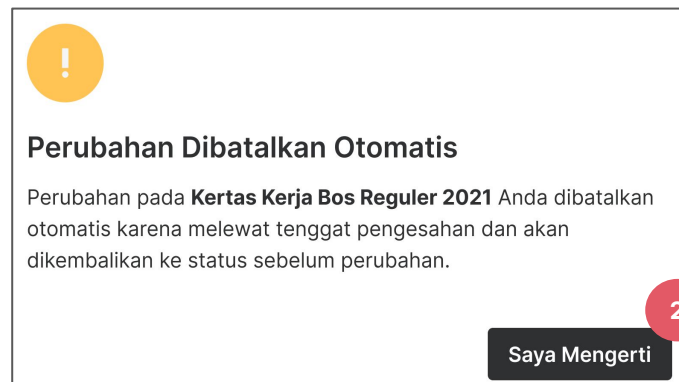 !
Perubahan Dibatalkan Otomatis
Perubahan pada Kertas Kerja Bos Reguler 2021 Anda dibatalkan
otomatis karena melewat tenggat pengesahan dan akan
dikembalikan ke status sebelum perubahan.
2
Saya Mengerti